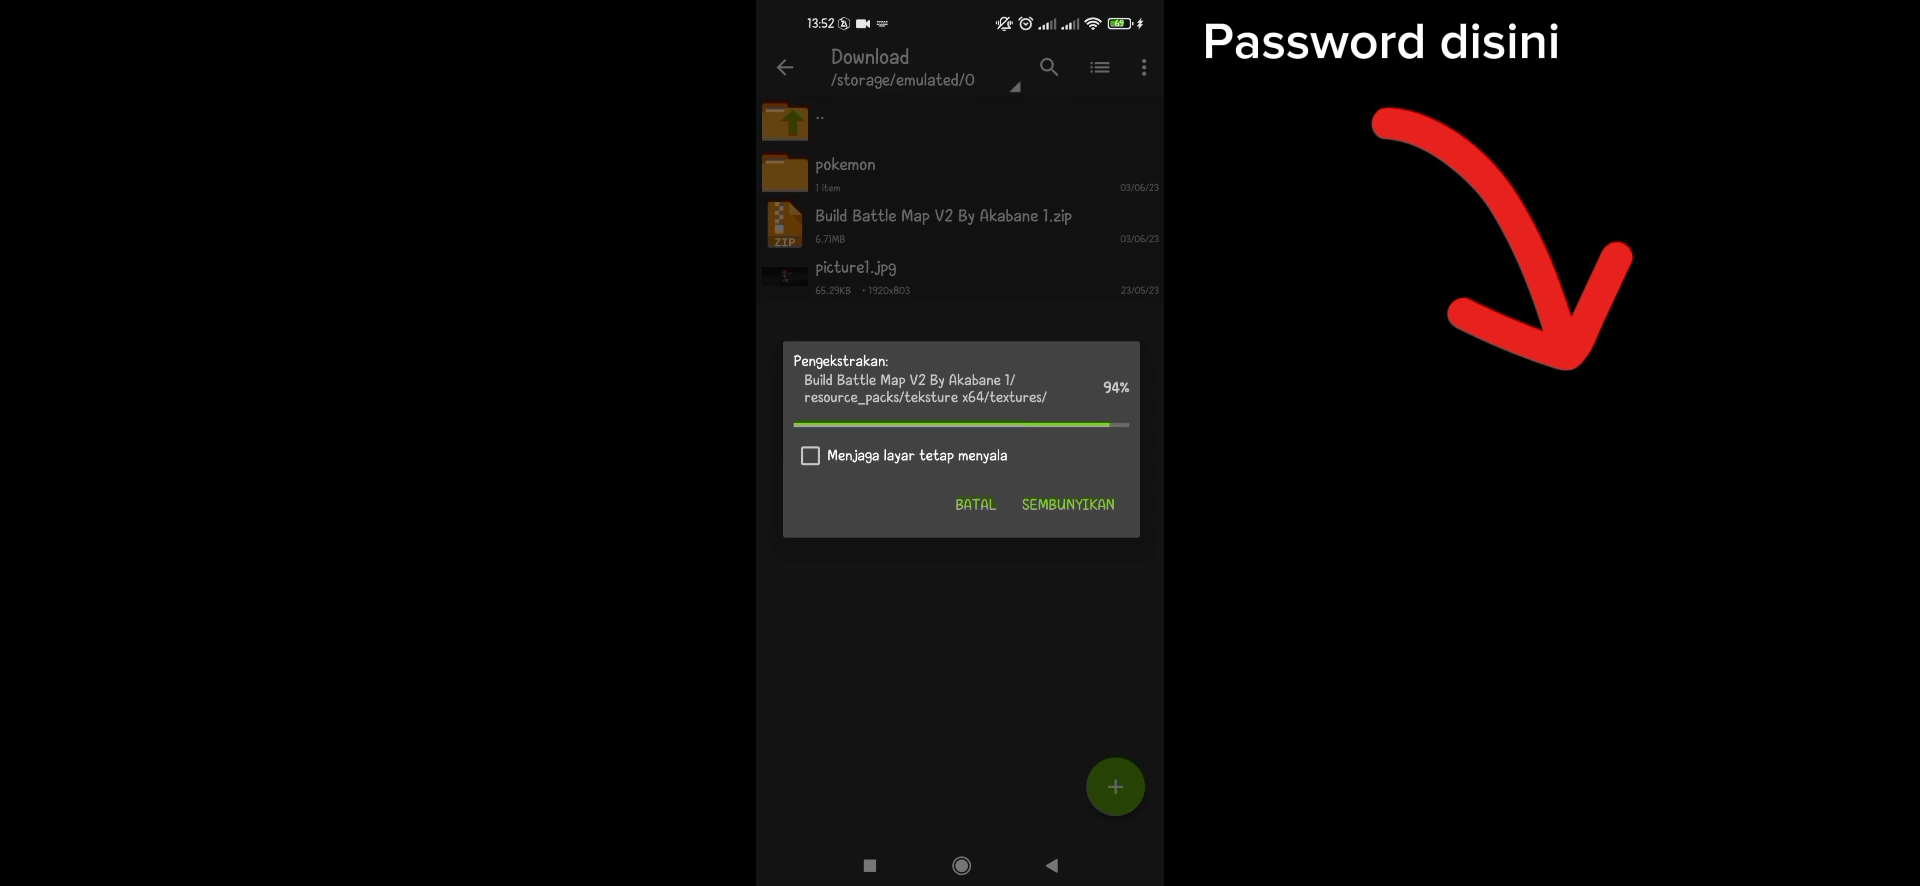 13:52
69
Password disini
Download
/storage/emulated/0
..
pokemon
1 item
03/06/23
Build Battle Map V2 By Akabane 1.zip
ZIP
6.71MB
03/06/23
picture1.jpg
65.29KB • 1920x803
23/05/23
Pengekstrakan:
Build Battle Map V2 By Akabane 1/
resource_packs/teksture x64/textures/
94%
Menjaga layar tetap menyala
BATAL SEMBUNYIKAN